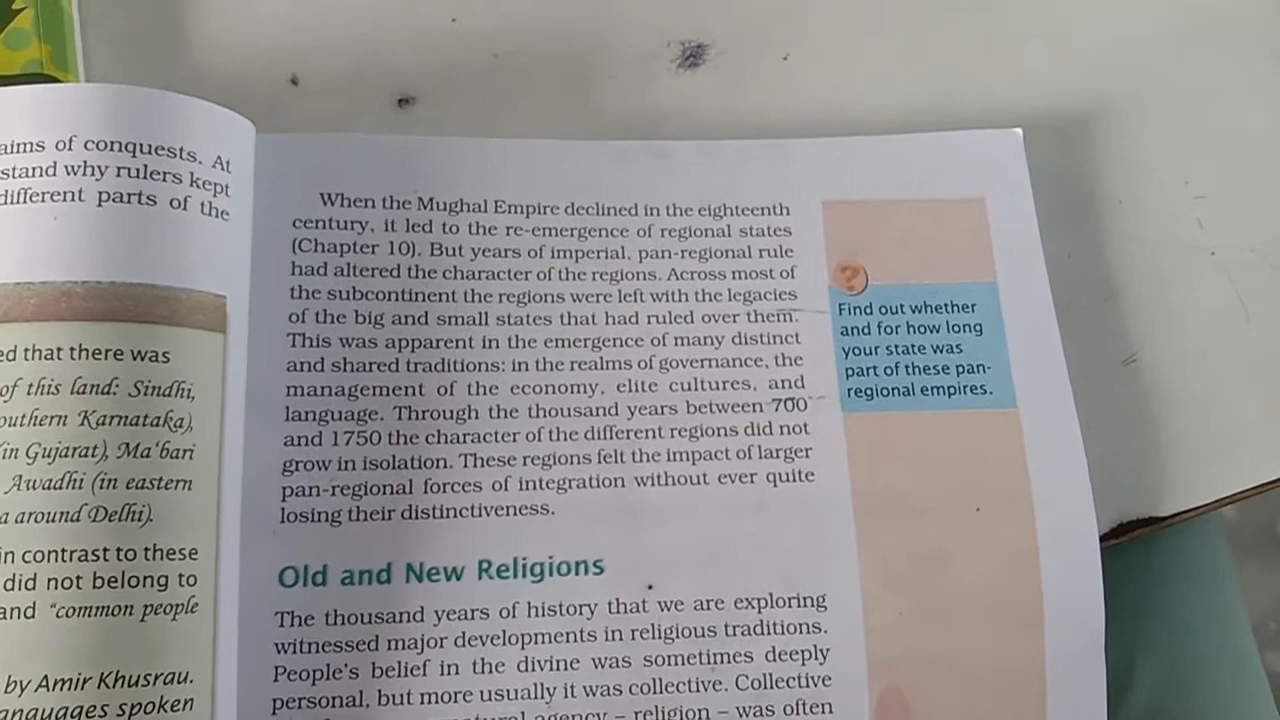 aims of conquests. At
stand why rulers kept
different parts of the
ed that there was
of this land: Sindhi,
outhern Karnataka),
in Gujarat), Ma‘bari
Awadhi (in eastern
a around Delhi).
in contrast to these
did not belong to
and "common people
by Amir Khusrau.
anguages spoken
When the Mughal Empire declined in the eighteenth
century, it led to the re-emergence of regional states
(Chapter 10). But years of imperial, pan-regional rule
had altered the character of the regions. Across most of
the subcontinent the regions were left with the legacies
of the big and small states that had ruled over them.
This was apparent in the emergence of many distinct
and shared traditions: in the realms of governance, the
management of the economy, elite cultures, and
language. Through the thousand years between 700
and 1750 the character of the different regions did not
grow in isolation. These regions felt the impact of larger
pan-regional forces of integration without ever quite
losing their distinctiveness.
Old and New Religions
The thousand years of history that we are exploring
witnessed major developments in religious traditions.
People's belief in the divine was sometimes deeply
personal, but more usually it was collective. Collective
agency – religion – was often
?
Find out whether
and for how long
your state was
part of these pan-
regional empires.